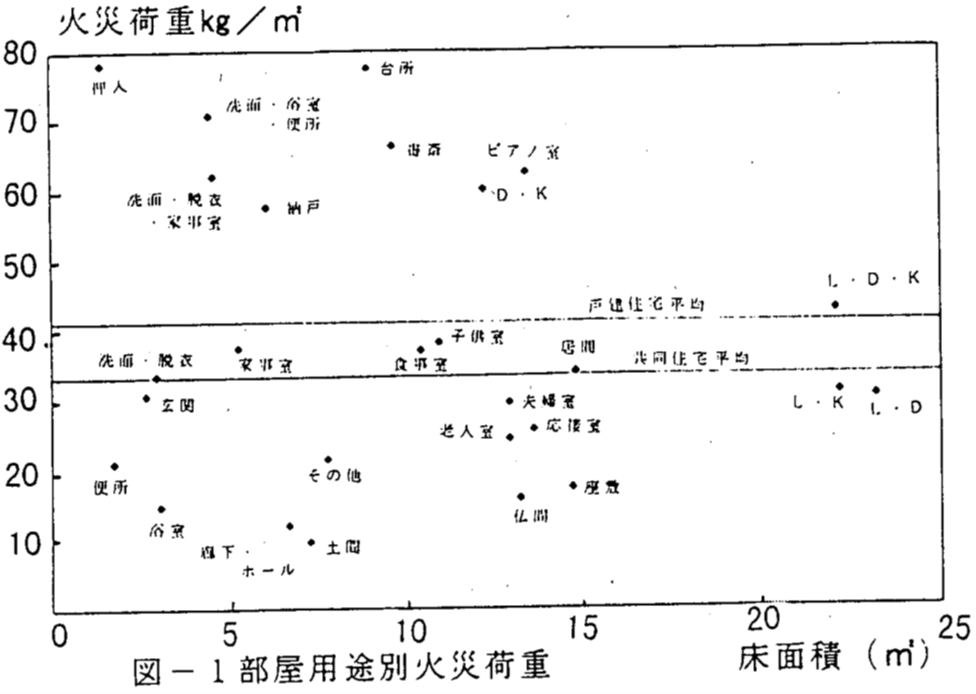 火災荷重kg／㎡
80
押入
台所
洗面・浴室
・便所
70
書斎
ピアノ室
洗面・脱衣
・家事室
60
納戸
D・K
50
L・D・K
戸建住宅平均
40
子供室
洗面・脱衣
家事室
食事室
居間
共同住宅平均
30
玄関
夫婦室
L・K
L・D
老人室
応接室
20
便所
その他
座敷
浴室
仏間
10
廊下・
ホール
土間
0
5
10
15
20
25
図－1部屋用途別火災荷重
床面積（㎡）